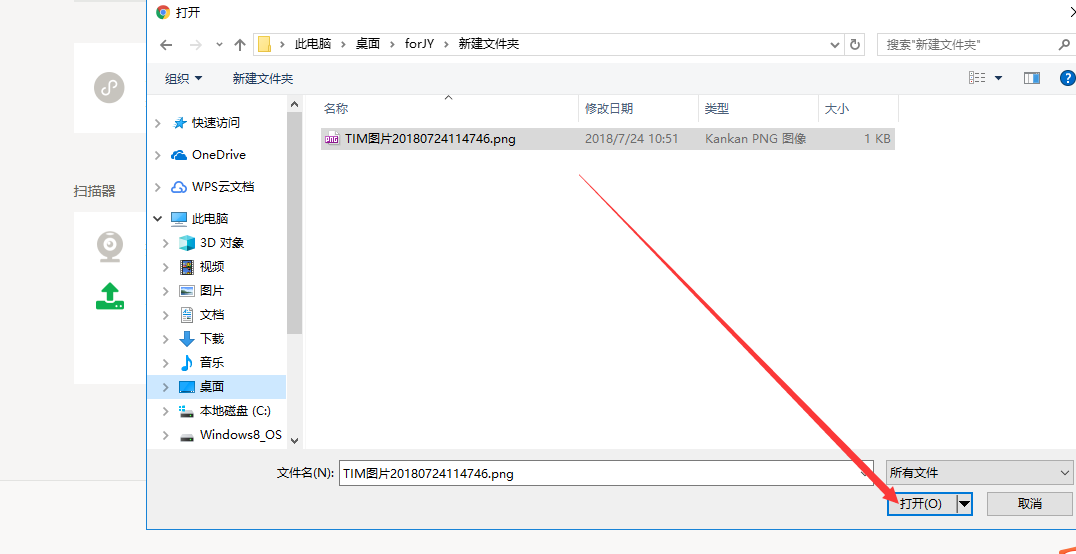 打开
此电脑 > 桌面 > forJY > 新建文件夹
搜索"新建文件夹"
组织
新建文件夹
名称
修改日期
类型
大小
TIM图片20180724114746.png
2018/7/24 10:51
Kankan PNG 图像
1 KB
扫描器
快速访问
OneDrive
WPS云文档
此电脑
3D 对象
视频
图片
文档
下载
音乐
桌面
本地磁盘 (C:)
Windows8_OS
文件名(N):
TIM图片20180724114746.png
所有文件
打开(O)
取消